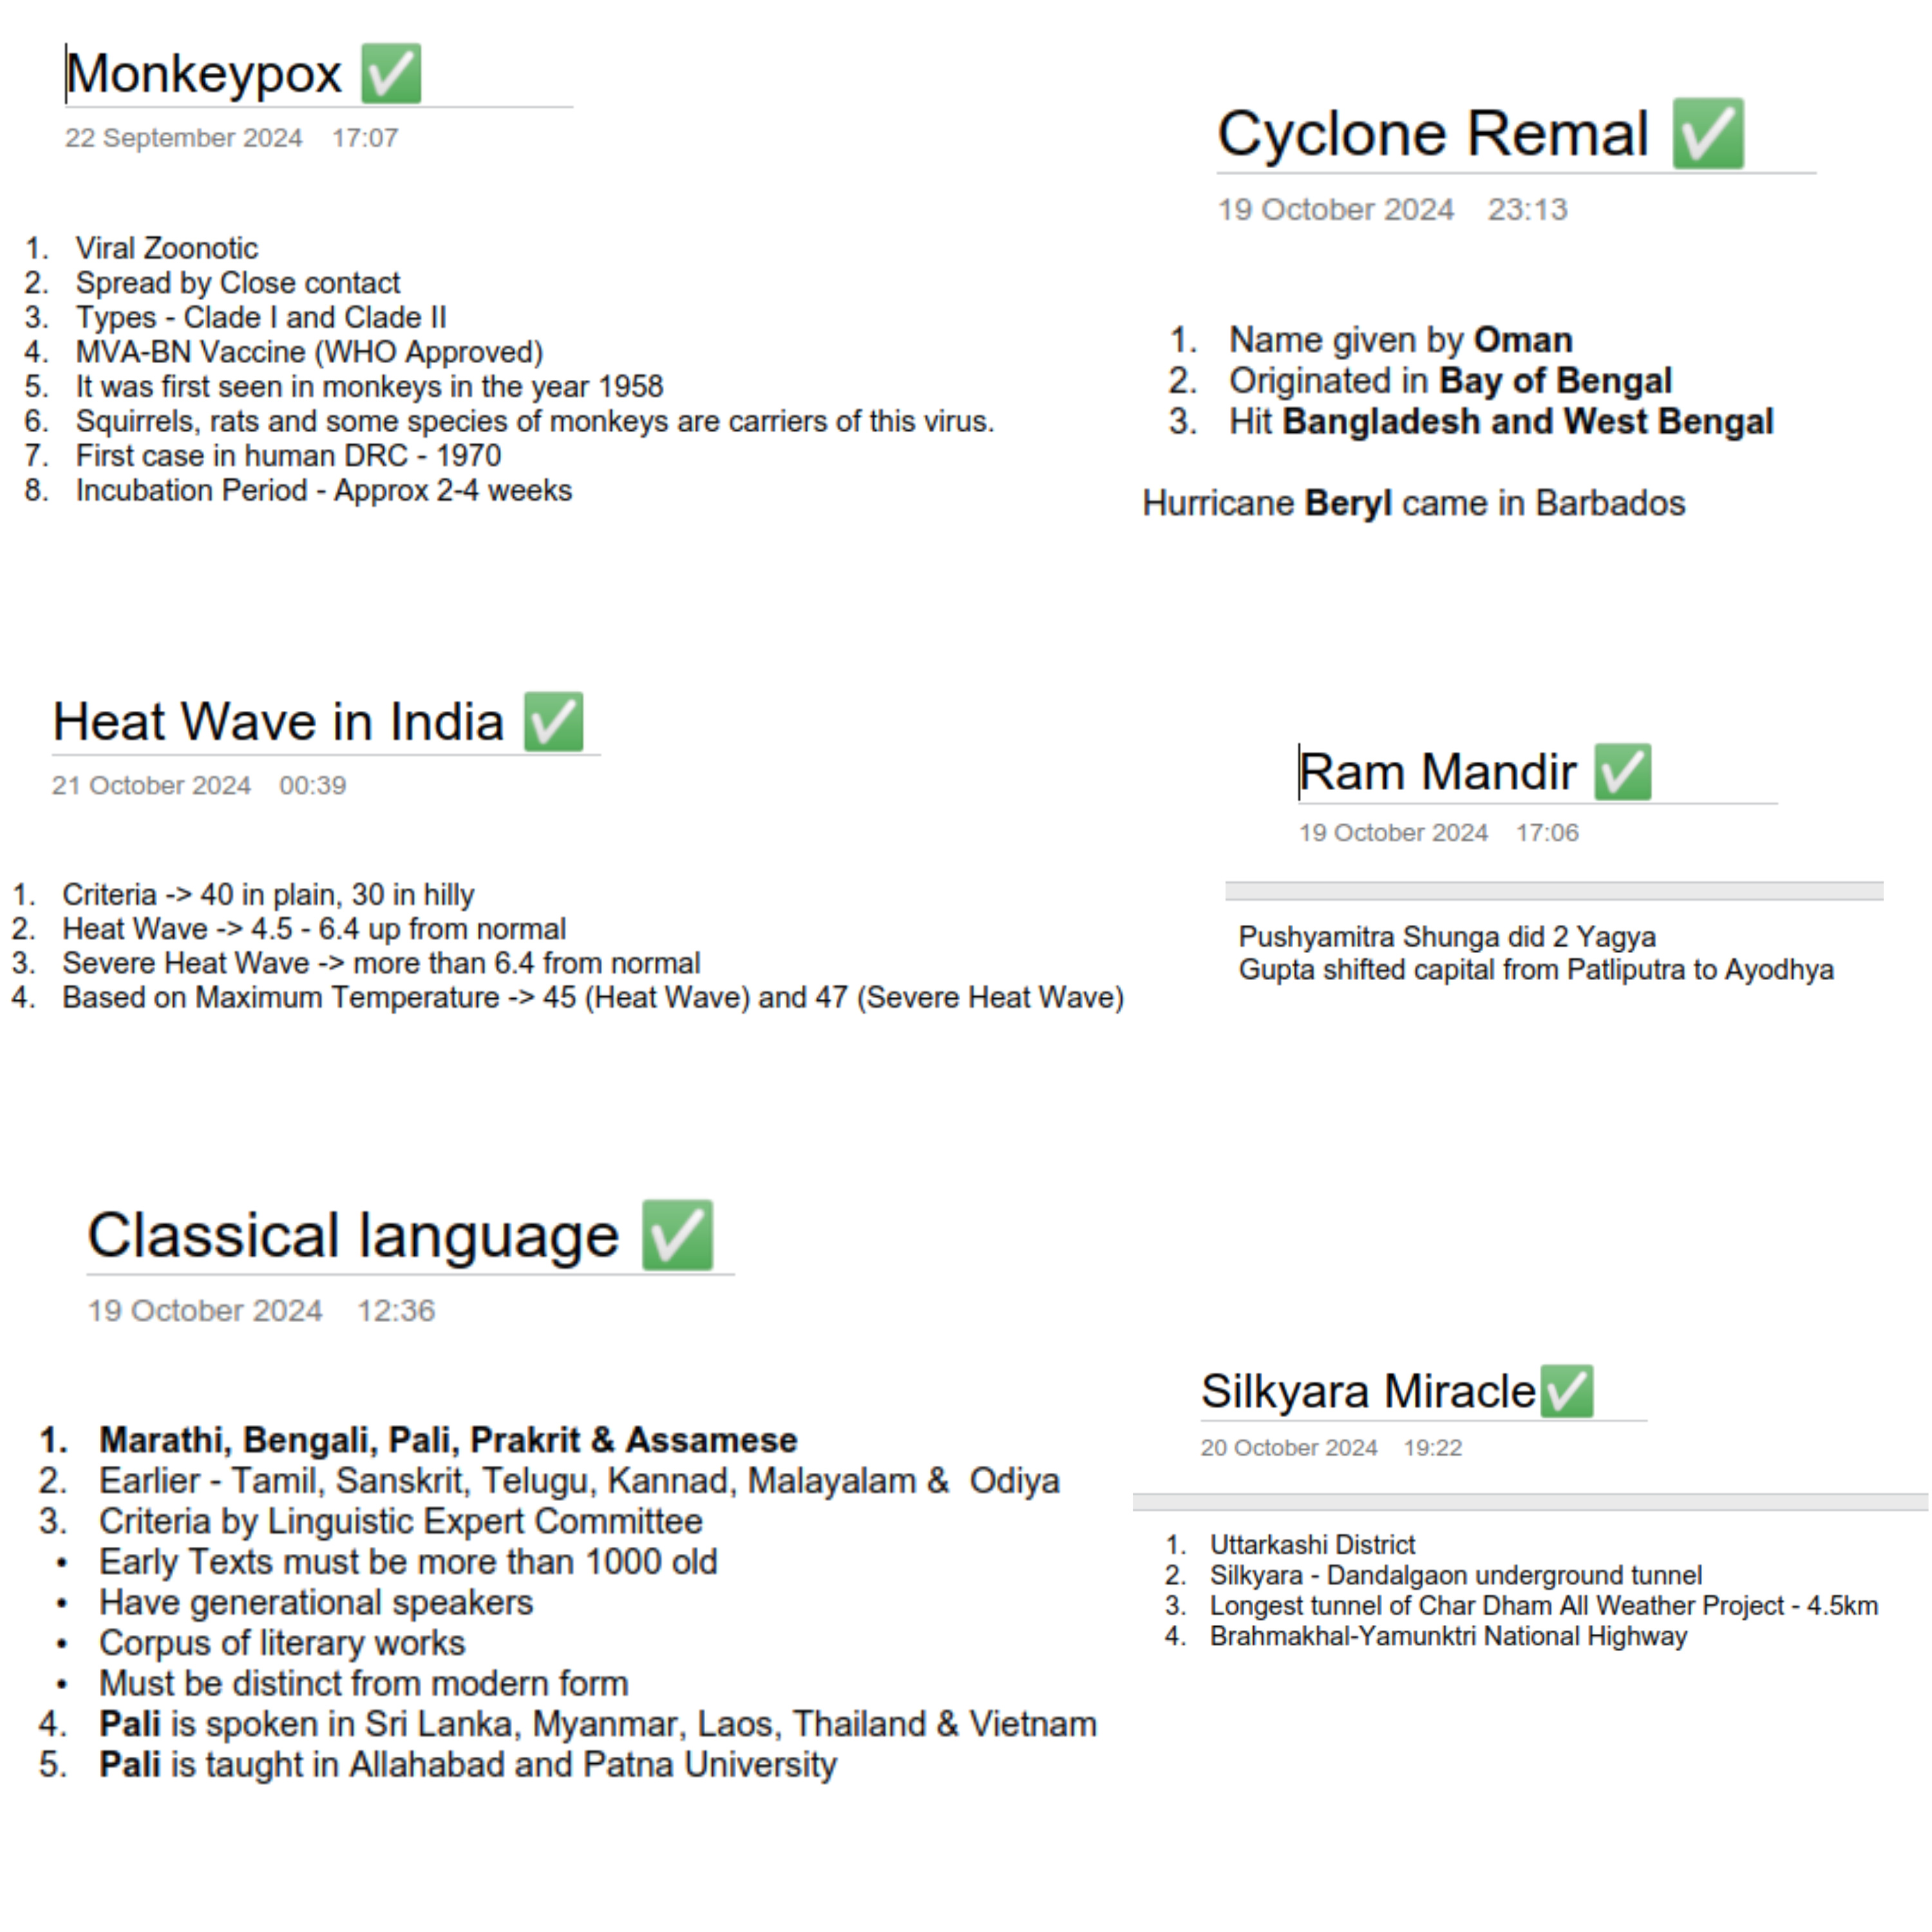 Monkeypox ✅
22 September 2024 17:07
1. Viral Zoonotic
2. Spread by Close contact
3. Types - Clade I and Clade II
4. MVA-BN Vaccine (WHO Approved)
5. It was first seen in monkeys in the year 1958
6. Squirrels, rats and some species of monkeys are carriers of this virus.
7. First case in human DRC - 1970
8. Incubation Period - Approx 2-4 weeks
Cyclone Remal ✅
19 October 2024 23:13
1. Name given by Oman
2. Originated in Bay of Bengal
3. Hit Bangladesh and West Bengal
Hurricane Beryl came in Barbados
Heat Wave in India ✅
21 October 2024 00:39
1. Criteria -> 40 in plain, 30 in hilly
2. Heat Wave -> 4.5 - 6.4 up from normal
3. Severe Heat Wave -> more than 6.4 from normal
4. Based on Maximum Temperature -> 45 (Heat Wave) and 47 (Severe Heat Wave)
Ram Mandir ✅
19 October 2024 17:06
Pushyamitra Shunga did 2 Yagya
Gupta shifted capital from Patliputra to Ayodhya
Classical language ✅
19 October 2024 12:36
1. Marathi, Bengali, Pali, Prakrit & Assamese
2. Earlier - Tamil, Sanskrit, Telugu, Kannad, Malayalam & Odiya
3. Criteria by Linguistic Expert Committee
• Early Texts must be more than 1000 old
• Have generational speakers
• Corpus of literary works
• Must be distinct from modern form
4. Pali is spoken in Sri Lanka, Myanmar, Laos, Thailand & Vietnam
5. Pali is taught in Allahabad and Patna University
Silkyara Miracle✅
20 October 2024 19:22
1. Uttarkashi District
2. Silkyara - Dandalgaon underground tunnel
3. Longest tunnel of Char Dham All Weather Project - 4.5km
4. Brahmakhal-Yamunktri National Highway